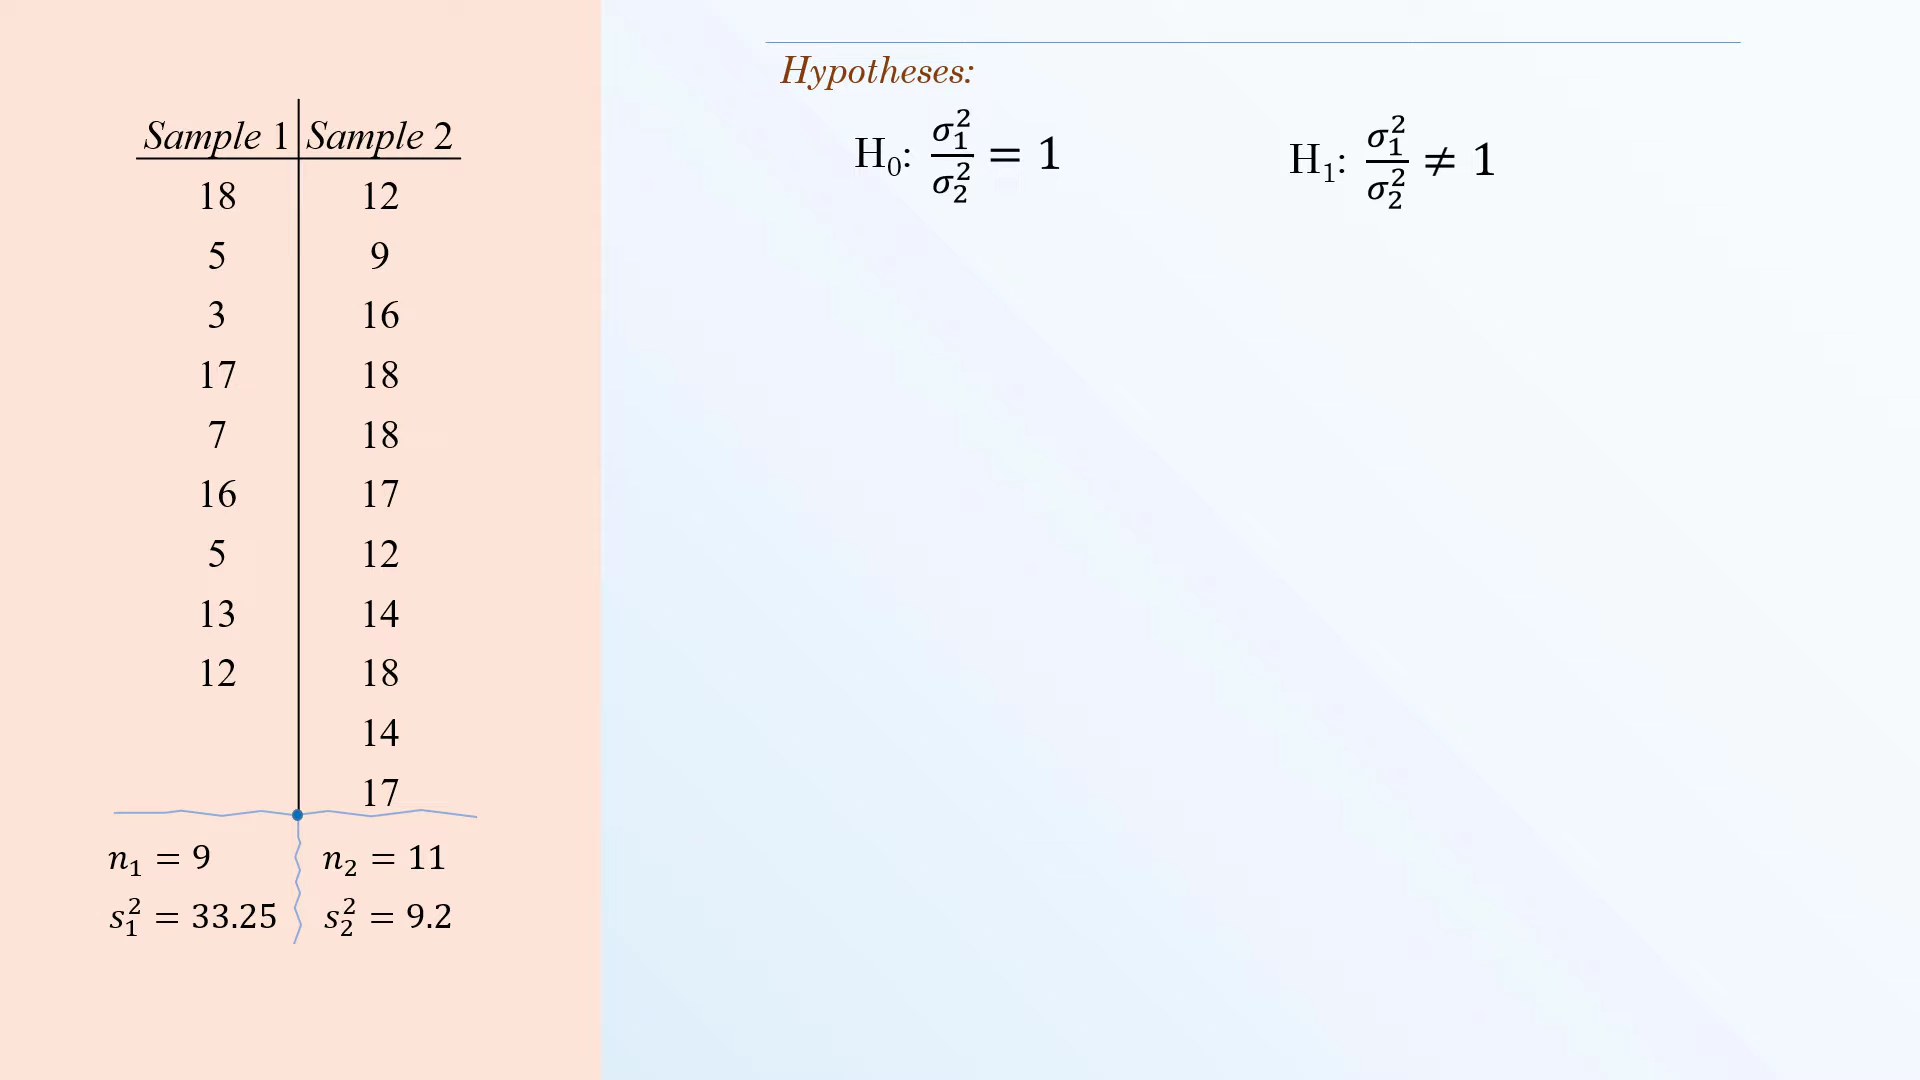 Hypotheses:
H₀: σ₁²/σ₂² = 1 H₁: σ₁²/σ₂² ≠ 1
Sample 1 Sample 2
18 12
5 9
3 16
17 18
7 18
16 17
5 12
13 14
12 18
14
17
n₁ = 9 n₂ = 11
s₁² = 33.25 s₂² = 9.2